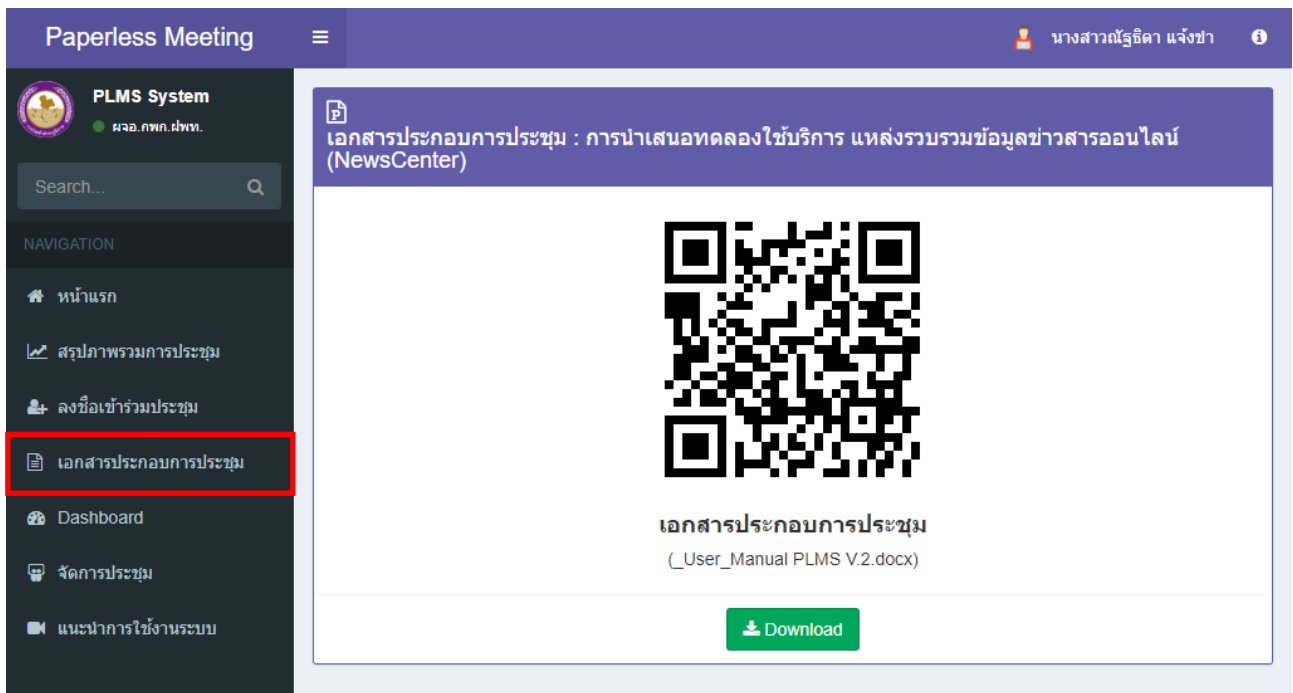 Paperless Meeting
นางสาวณัฐธิดา แจ้งขำ
PLMS System
ผจอ.กพก.ฝพท.
Search...
NAVIGATION
หน้าแรก
สรุปภาพรวมการประชุม
ลงชื่อเข้าร่วมประชุม
เอกสารประกอบการประชุม
Dashboard
จัดการประชุม
แนะนำการใช้งานระบบ
เอกสารประกอบการประชุม : การนำเสนอทดลองใช้บริการ แหล่งรวบรวมข้อมูลข่าวสารออนไลน์
(NewsCenter)
เอกสารประกอบการประชุม
(_User_Manual PLMS V.2.docx)
Download